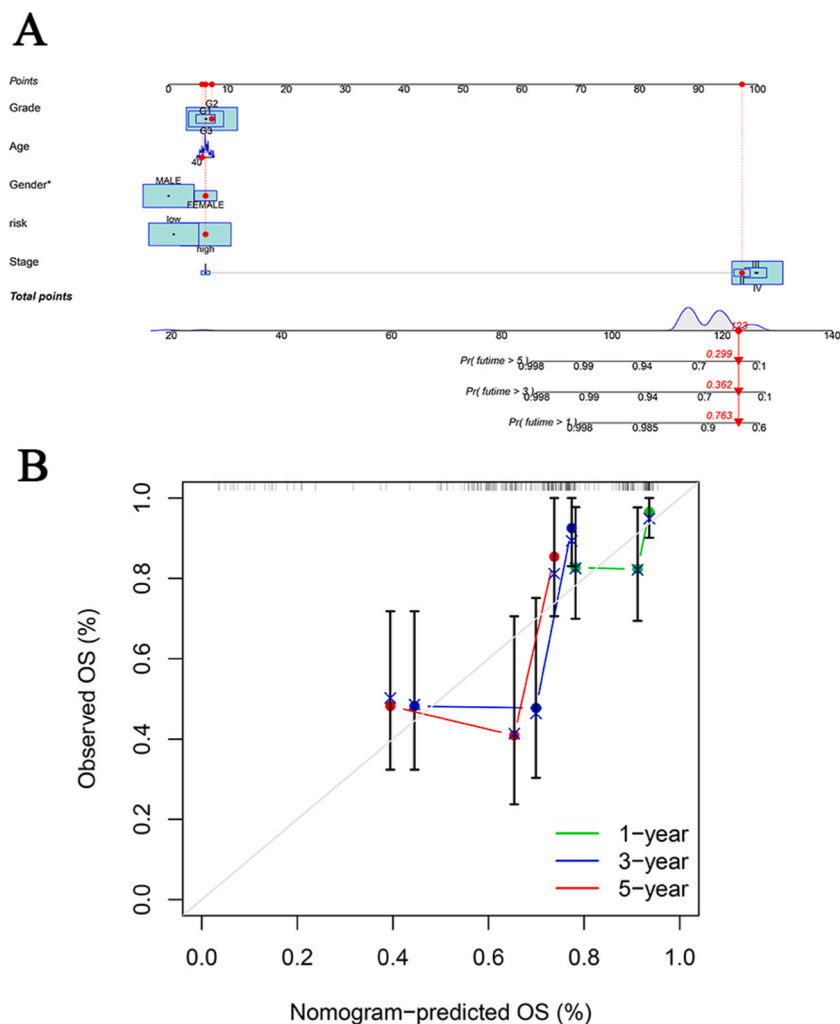 A
Points
0 10 20 30 40 50 60 70 80 90 100
Grade
G2
G1
G3
Age
40
Gender*
MALE
FEMALE
risk
low
high
Stage
I
III
II
IV
Total points
123
20 40 60 80 100 120 140
0.299
Pr( futime > 5)
0.998 0.99 0.94 0.7 0.1
0.362
Pr( futime > 3)
0.998 0.99 0.94 0.7 0.1
0.763
Pr( futime > 1)
0.998 0.985 0.9 0.6
B
Observed OS (%)
1.0
0.8
0.6
0.4
0.2
0.0
1-year
3-year
5-year
0.0 0.2 0.4 0.6 0.8 1.0
Nomogram-predicted OS (%)